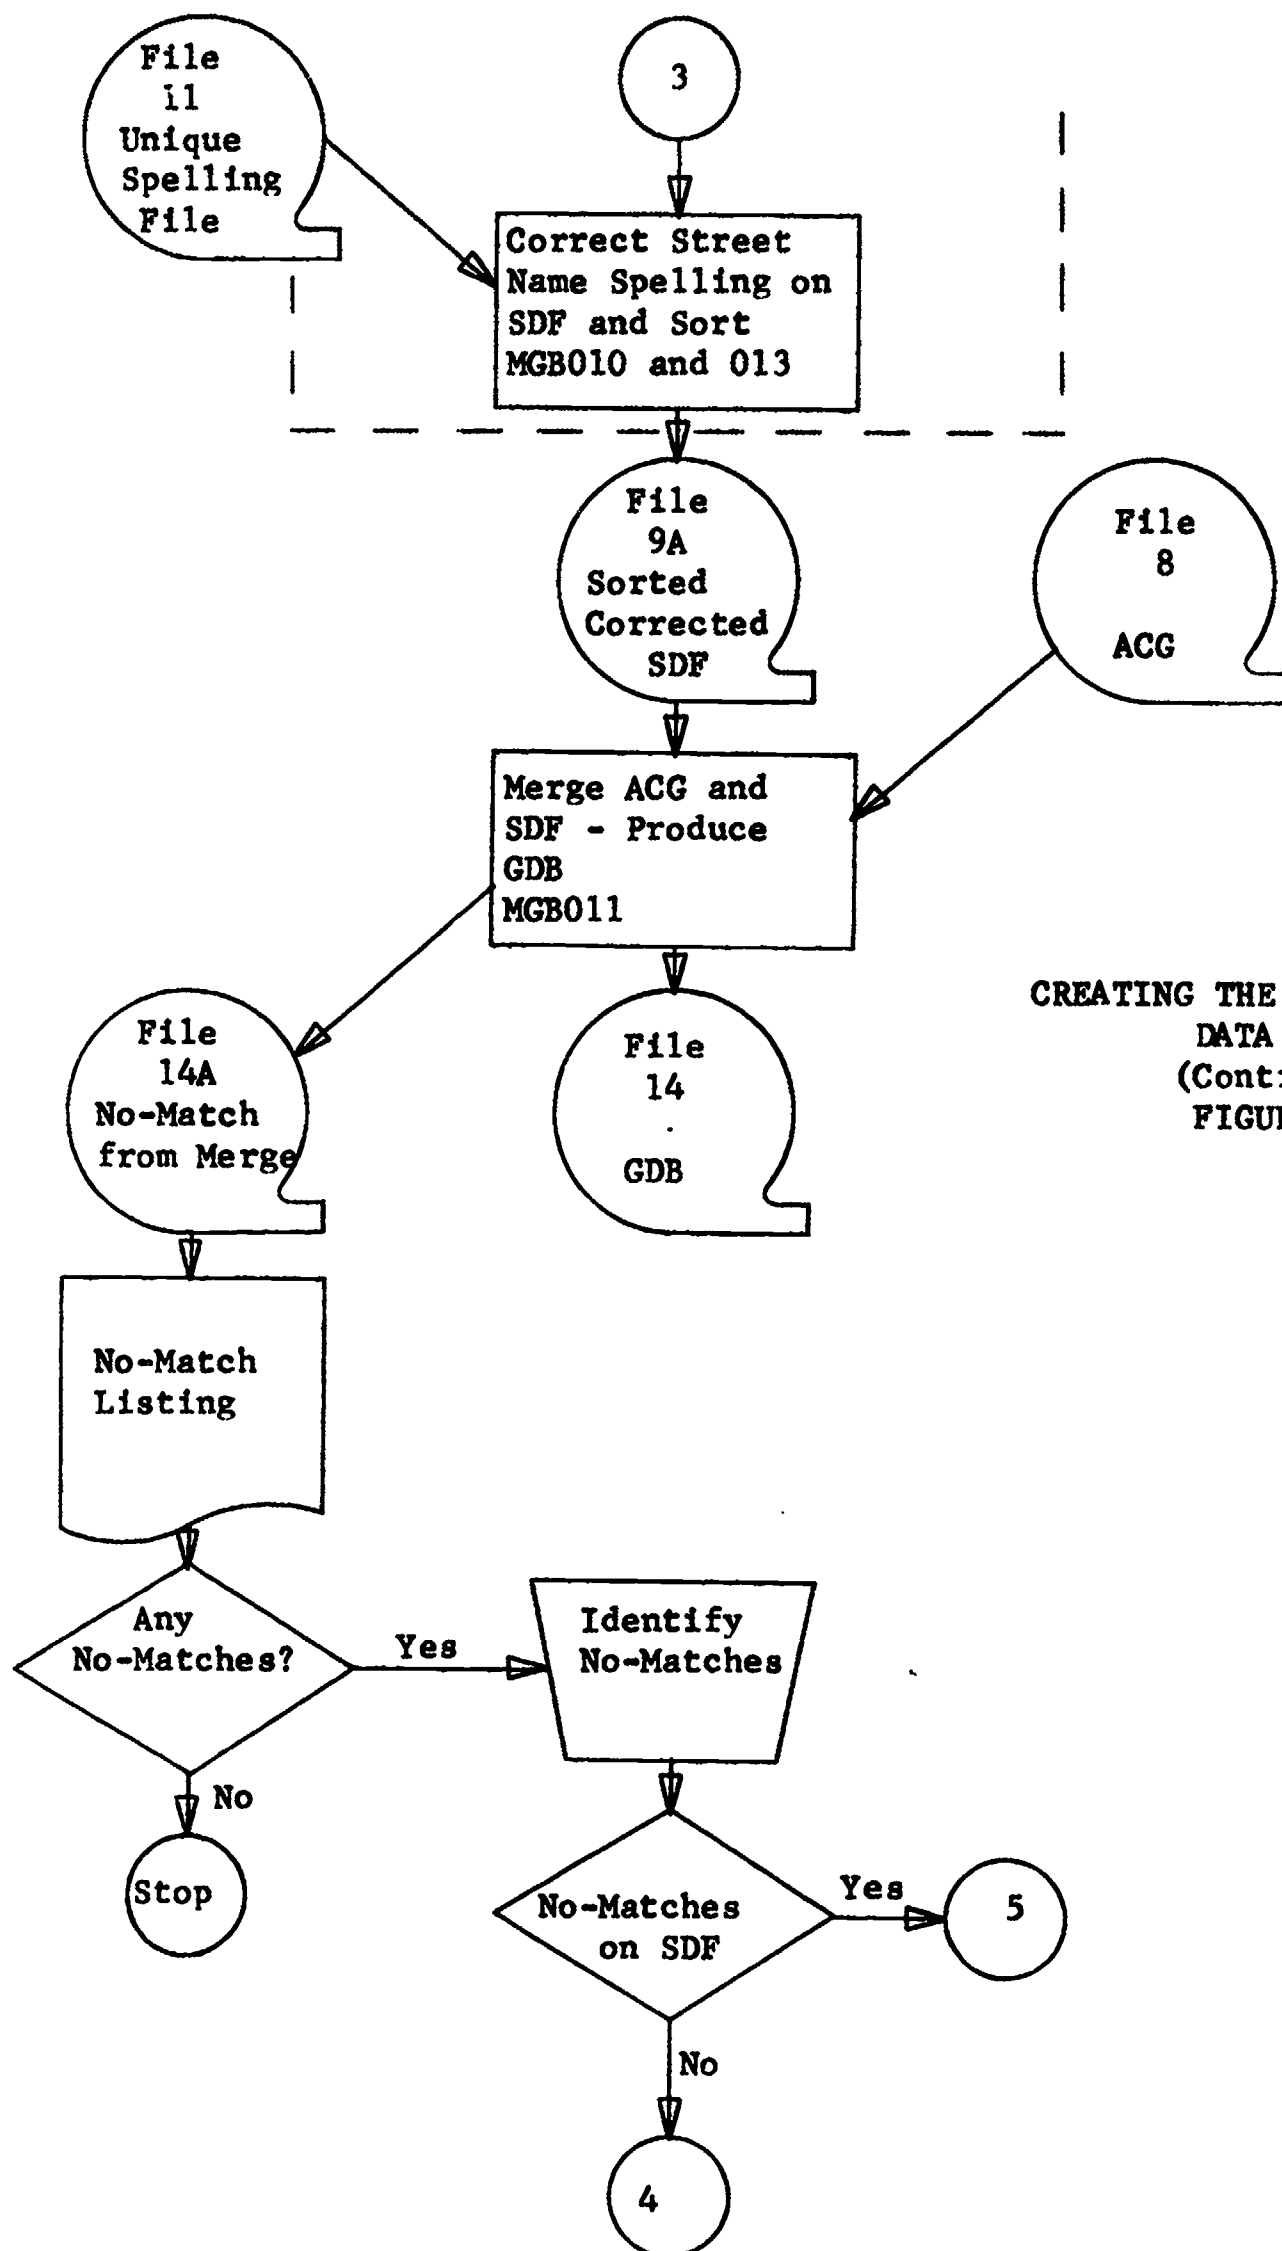 File
11
Unique
Spelling
File
3
Correct Street
Name Spelling on
SDF and Sort
MGB010 and 013
File
9A
Sorted
Corrected
SDF
File
8
ACG
Merge ACG and
SDF - Produce
GDB
MGB011
CREATING THE
DATA
File
14A
No-Match
from Merge
File
14
GDB
No-Match
Listing
Any
No-Matches?
Yes
Identify
No-Matches
No
Stop
No-Matches
on SDF
Yes
5
No
4